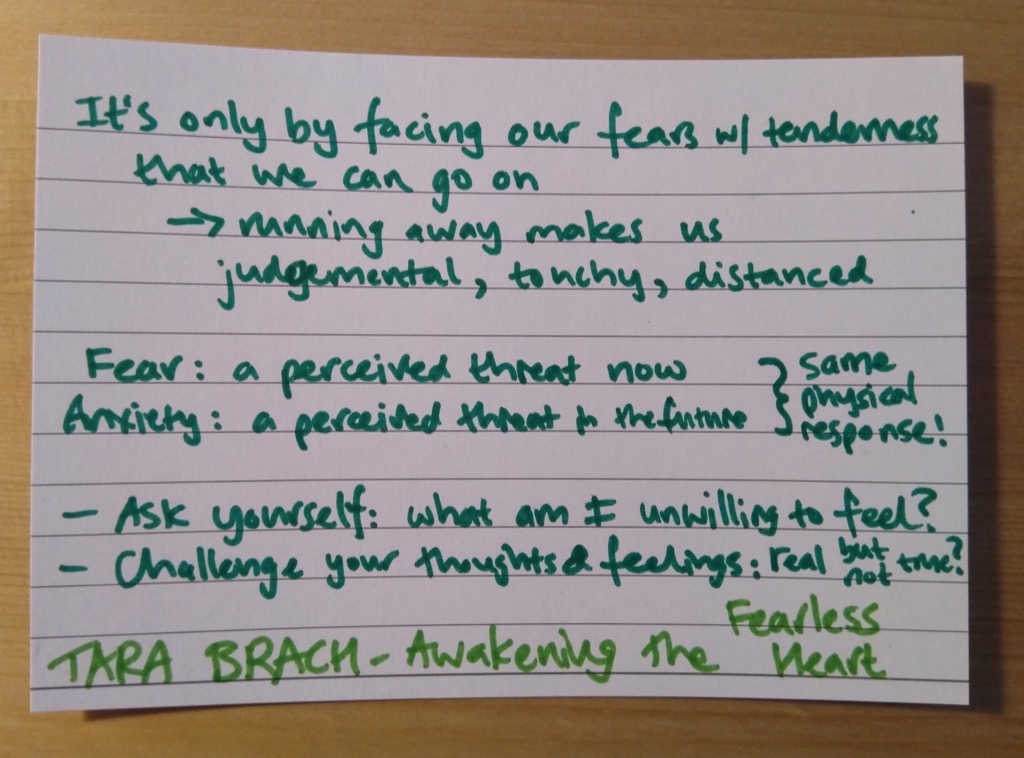 It's only by facing our fears w/ tenderness
that we can go on
→ running away makes us
judgemental, touchy, distanced
Fear: a perceived threat now
Anxiety: a perceived threat in the future
} same physical response!
- Ask yourself: what am I unwilling to feel?
- Challenge your thoughts & feelings: real but not true?
TARA BRACH - Awakening the Fearless Heart